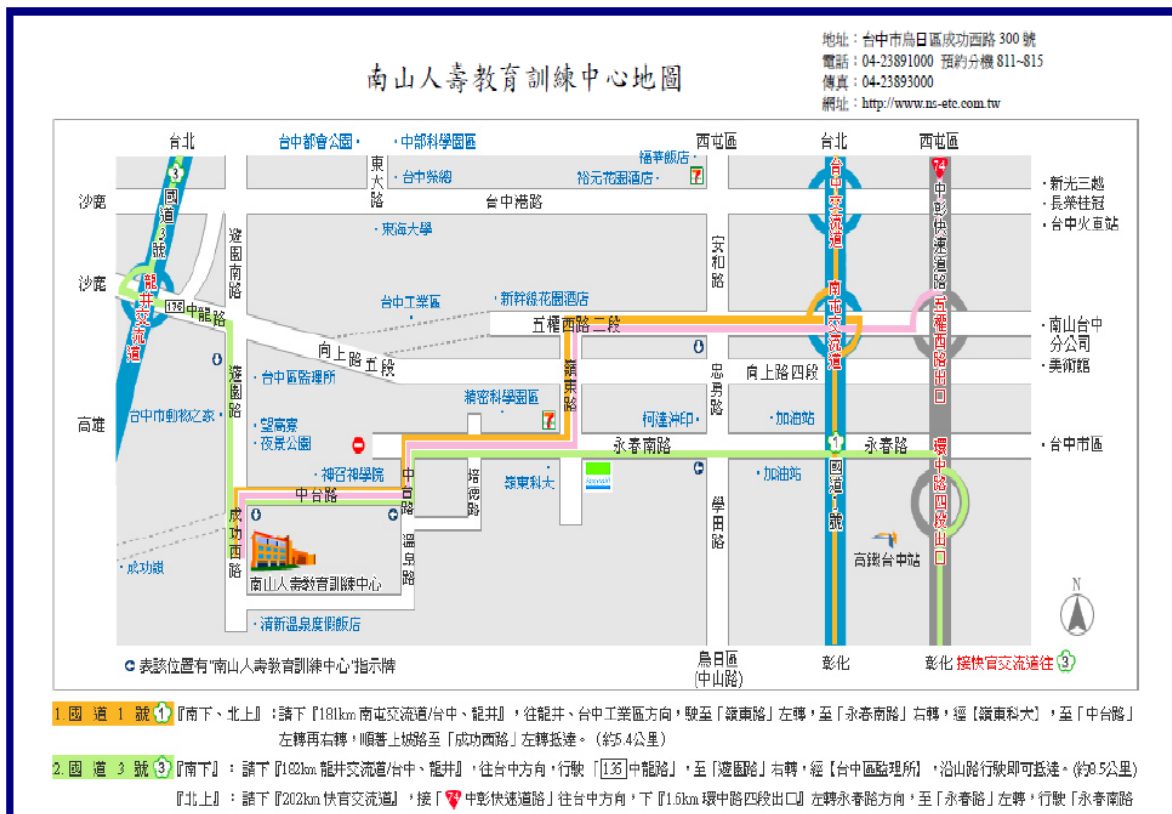 地址：台中市烏日區成功西路 300 號
電話：04-23891000 預約分機 811~815
傳真：04-23893000
網址：http://www.ns-etc.com.tw
南山人壽教育訓練中心地圖
台北
台中都會公園
中部科學園區
西屯區
台北
西屯區
福華飯店
3
國道3號
東大路
台中榮總
裕元花園酒店
7
台中交流道
74
中彰快速道路
新光三越
長榮桂冠
台中火車站
沙鹿
台中港路
東海大學
遊園南路
安和路
沙鹿
龍井交流道
136
中龍路
台中工業區
新幹線花園酒店
五權西路二段
南屯交流道
五權西路出口
南山台中
分公司
美術館
向上路五段
向上路四段
嶺東路
忠勇路
遊園路
台中區監理所
精密科學園區
7
柯達沖印
加油站
高雄
台中市動物之家
望高寮
夜景公園
永春南路
1
永春路
台中市區
神召神學院
中台路
中台路
培德路
嶺東科大
加油站
國道1號
環中路四段出口
學田路
成功西路
溫泉路
高鐵台中站
成功嶺
南山人壽教育訓練中心
清新溫泉度假飯店
N
表該位置有"南山人壽教育訓練中心"指示牌
烏日區
(中山路)
彰化
彰化 接快官交流道往 3
1.國道1號 1 『南下、北上』：請下『181km 南屯交流道/台中、龍井』，往龍井、台中工業區方向，駛至「嶺東路」左轉，至「永春南路」右轉，經【嶺東科大】，至「中台路」
左轉再右轉，順著上坡路至「成功西路」左轉抵達。（約5.4公里）
2.國道3號 3 『南下』：請下『182km 龍井交流道/台中、龍井』，往台中方向，行駛「136中龍路」，至「遊園路」右轉，經【台中區監理所】，沿山路行駛即可抵達。(約8.5公里)
『北上』：請下『202km 快官交流道』，接「74 中彰快速道路」往台中方向，下『1.6km 環中路四段出口』左轉永春路方向，至「永春路」左轉，行駛「永春南路